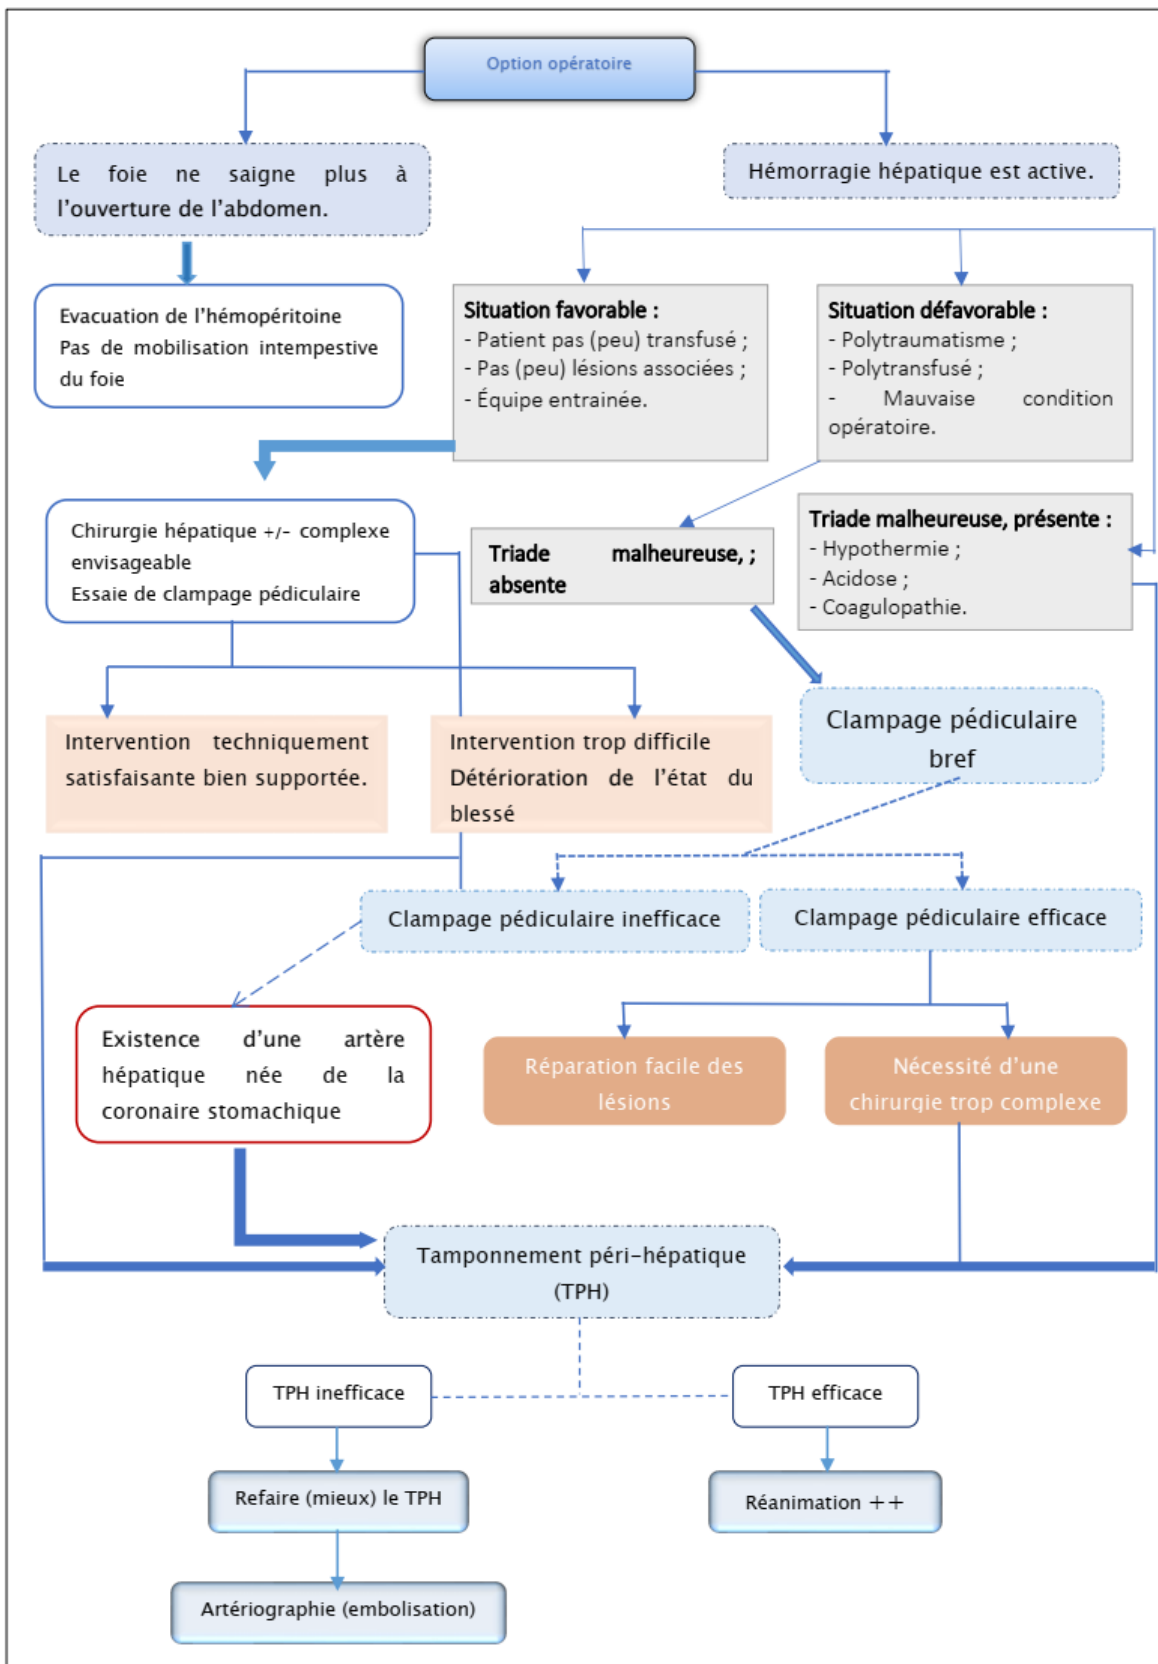 Option opératoire
Le foie ne saigne plus à
l'ouverture de l'abdomen.
Hémorragie hépatique est active.
Evacuation de l'hémopéritoine
Pas de mobilisation intempestive
du foie
Situation favorable :
- Patient pas (peu) transfusé ;
- Pas (peu) lésions associées ;
- Équipe entrainée.
Situation défavorable :
- Polytraumatisme ;
- Polytransfusé ;
- Mauvaise condition
opératoire.
Chirurgie hépatique +/- complexe
envisageable
Essaie de clampage pédiculaire
Triade malheureuse, ;
absente
Triade malheureuse, présente :
- Hypothermie ;
- Acidose ;
- Coagulopathie.
Intervention techniquement
satisfaisante bien supportée.
Intervention trop difficile
Détérioration de l'état du
blessé
Clampage pédiculaire
bref
Clampage pédiculaire inefficace
Clampage pédiculaire efficace
Existence d'une artère
hépatique née de la
coronaire stomachique
Réparation facile des
lésions
Nécessité d'une
chirurgie trop complexe
Tamponnement péri-hépatique
(TPH)
TPH inefficace
TPH efficace
Refaire (mieux) le TPH
Réanimation ++
Artériographie (embolisation)